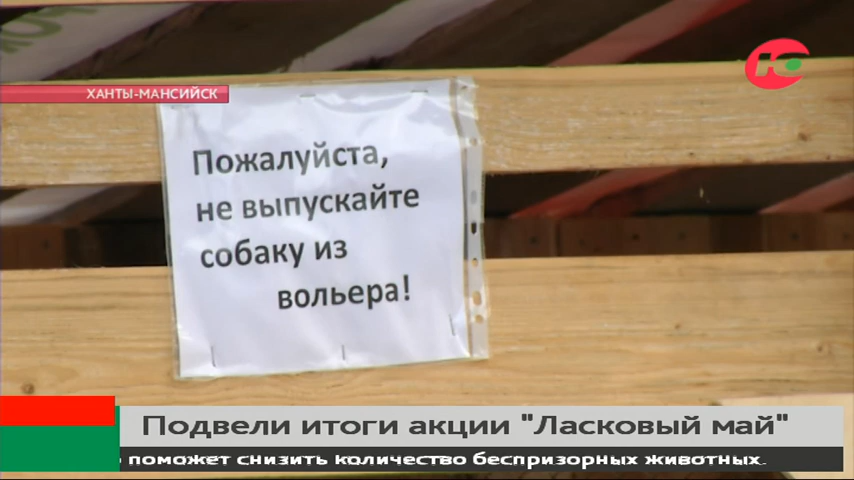 ХАНТЫ-МАНСИЙСК
Пожалуйста,
не выпускайте
собаку из
вольера!
Подвели итоги акции "Ласковый май"
поможет снизить количество беспризорных животных.